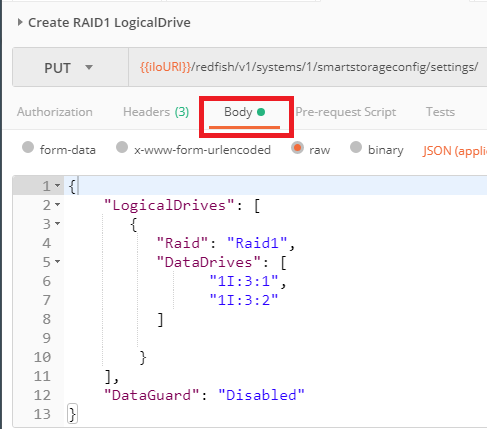 Create RAID1 LogicalDrive
PUT {{iloURI}}/redfish/v1/systems/1/smartstorageconfig/settings/
Authorization Headers (3) Body Pre-request Script Tests
form-data x-www-form-urlencoded raw binary JSON (applic
1 {
2 "LogicalDrives": [
3 {
4 "Raid": "Raid1",
5 "DataDrives": [
6 "1I:3:1",
7 "1I:3:2"
8 ]
9
10 }
11 ],
12 "DataGuard": "Disabled"
13 }